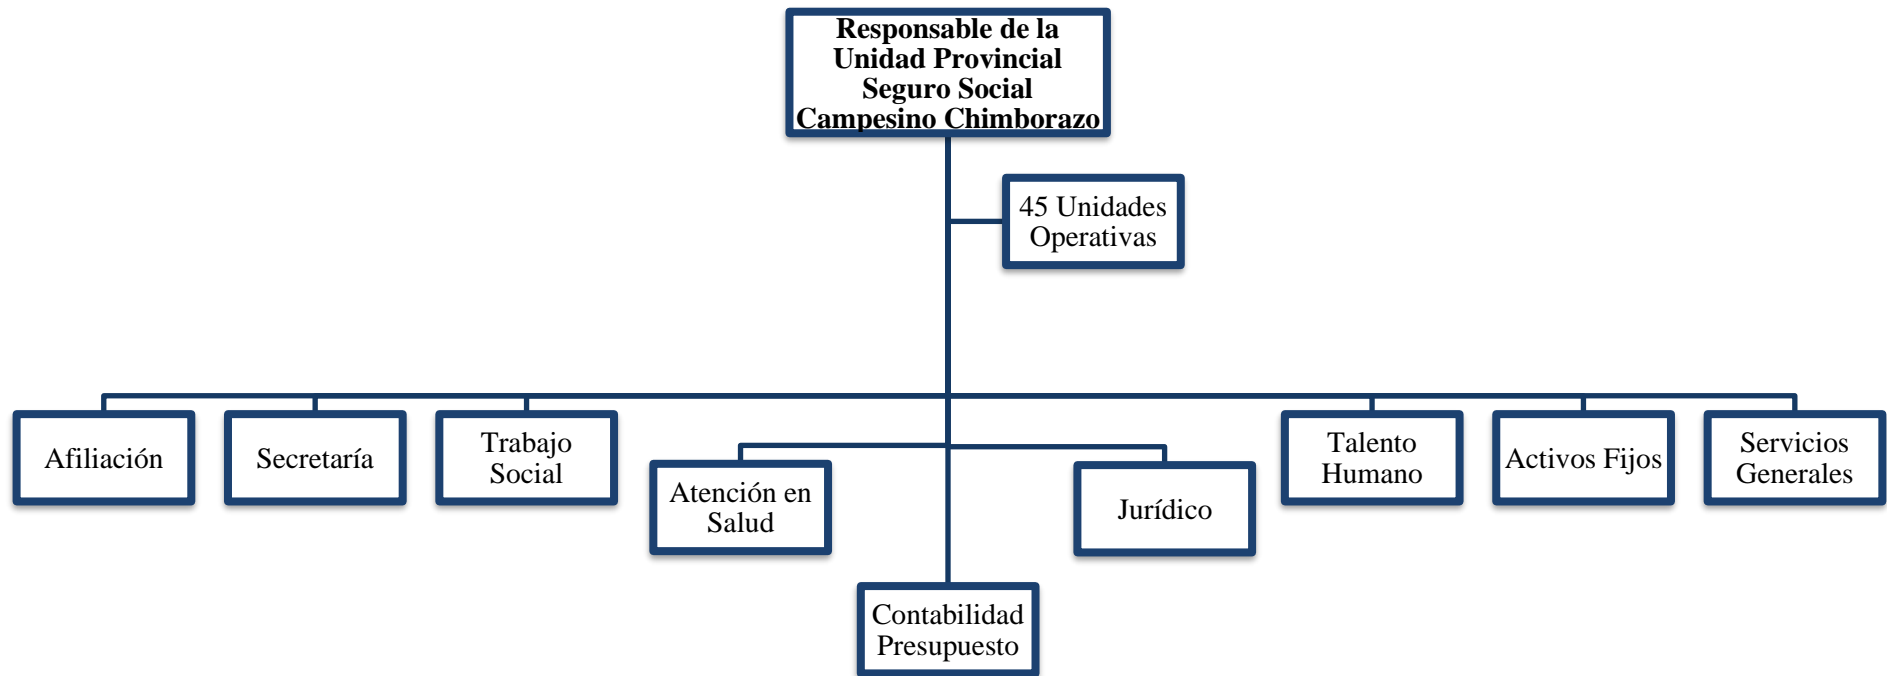 Responsable de la
Unidad Provincial
Seguro Social
Campesino Chimborazo
45 Unidades
Operativas
Afiliación
Secretaría
Trabajo
Social
Atención en
Salud
Contabilidad
Presupuesto
Jurídico
Talento
Humano
Activos Fijos
Servicios
Generales